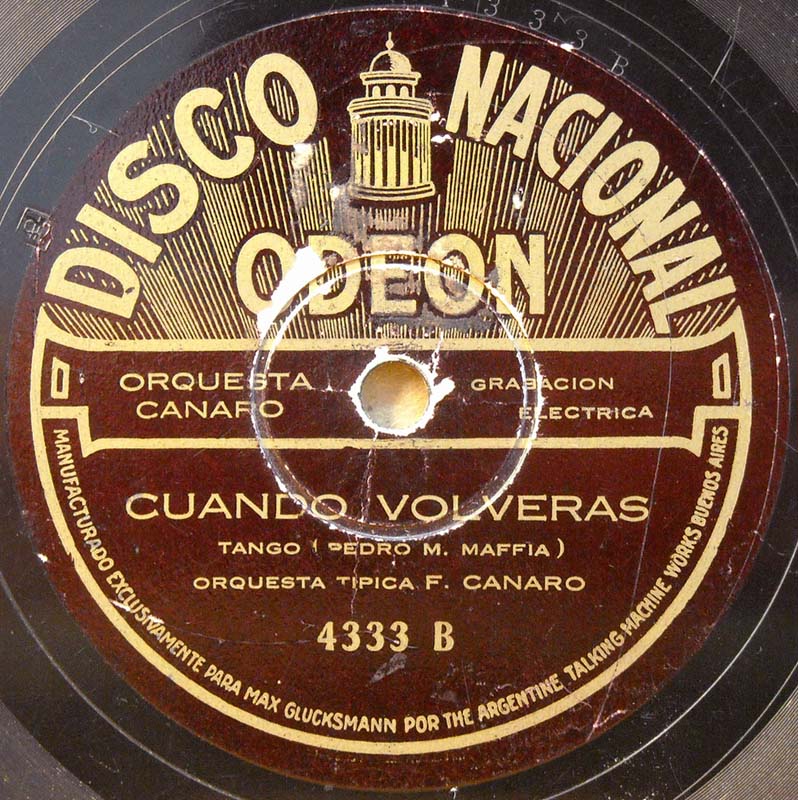 DISCO NACIONAL
ODEON
ORQUESTA
CANARO
GRABACION
ELECTRICA
CUANDO VOLVERAS
TANGO (PEDRO M. MAFFIA)
ORQUESTA TIPICA F. CANARO
4333 B
MANUFACTURADO EXCLUSIVAMENTE PARA MAX GLUCKSMANN POR THE ARGENTINE TALKING MACHINE WORKS BUENOS AIRES